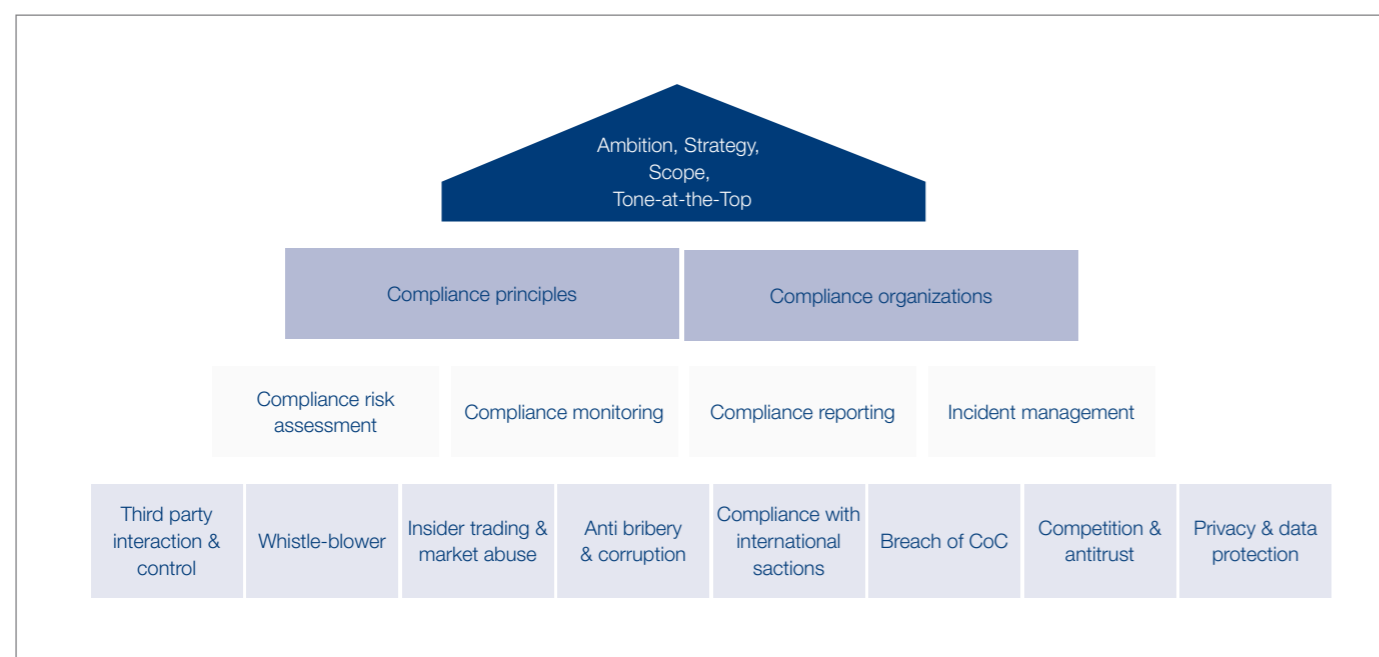 Ambition, Strategy,
Scope,
Tone-at-the-Top
Compliance principles
Compliance organizations
Compliance risk
assessment
Compliance monitoring
Compliance reporting
Incident management
Third party
interaction &
control
Whistle-blower
Insider trading &
market abuse
Anti bribery
& corruption
Compliance with
international
sactions
Breach of CoC
Competition &
antitrust
Privacy & data
protection